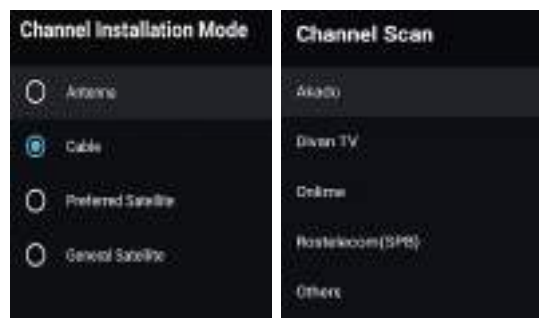 Channel Installation Mode
Antenna
Cable
Preferred Satellite
General Satellite
Channel Scan
Akado
Divan TV
Onlime
Rostelecom(SPB)
Others